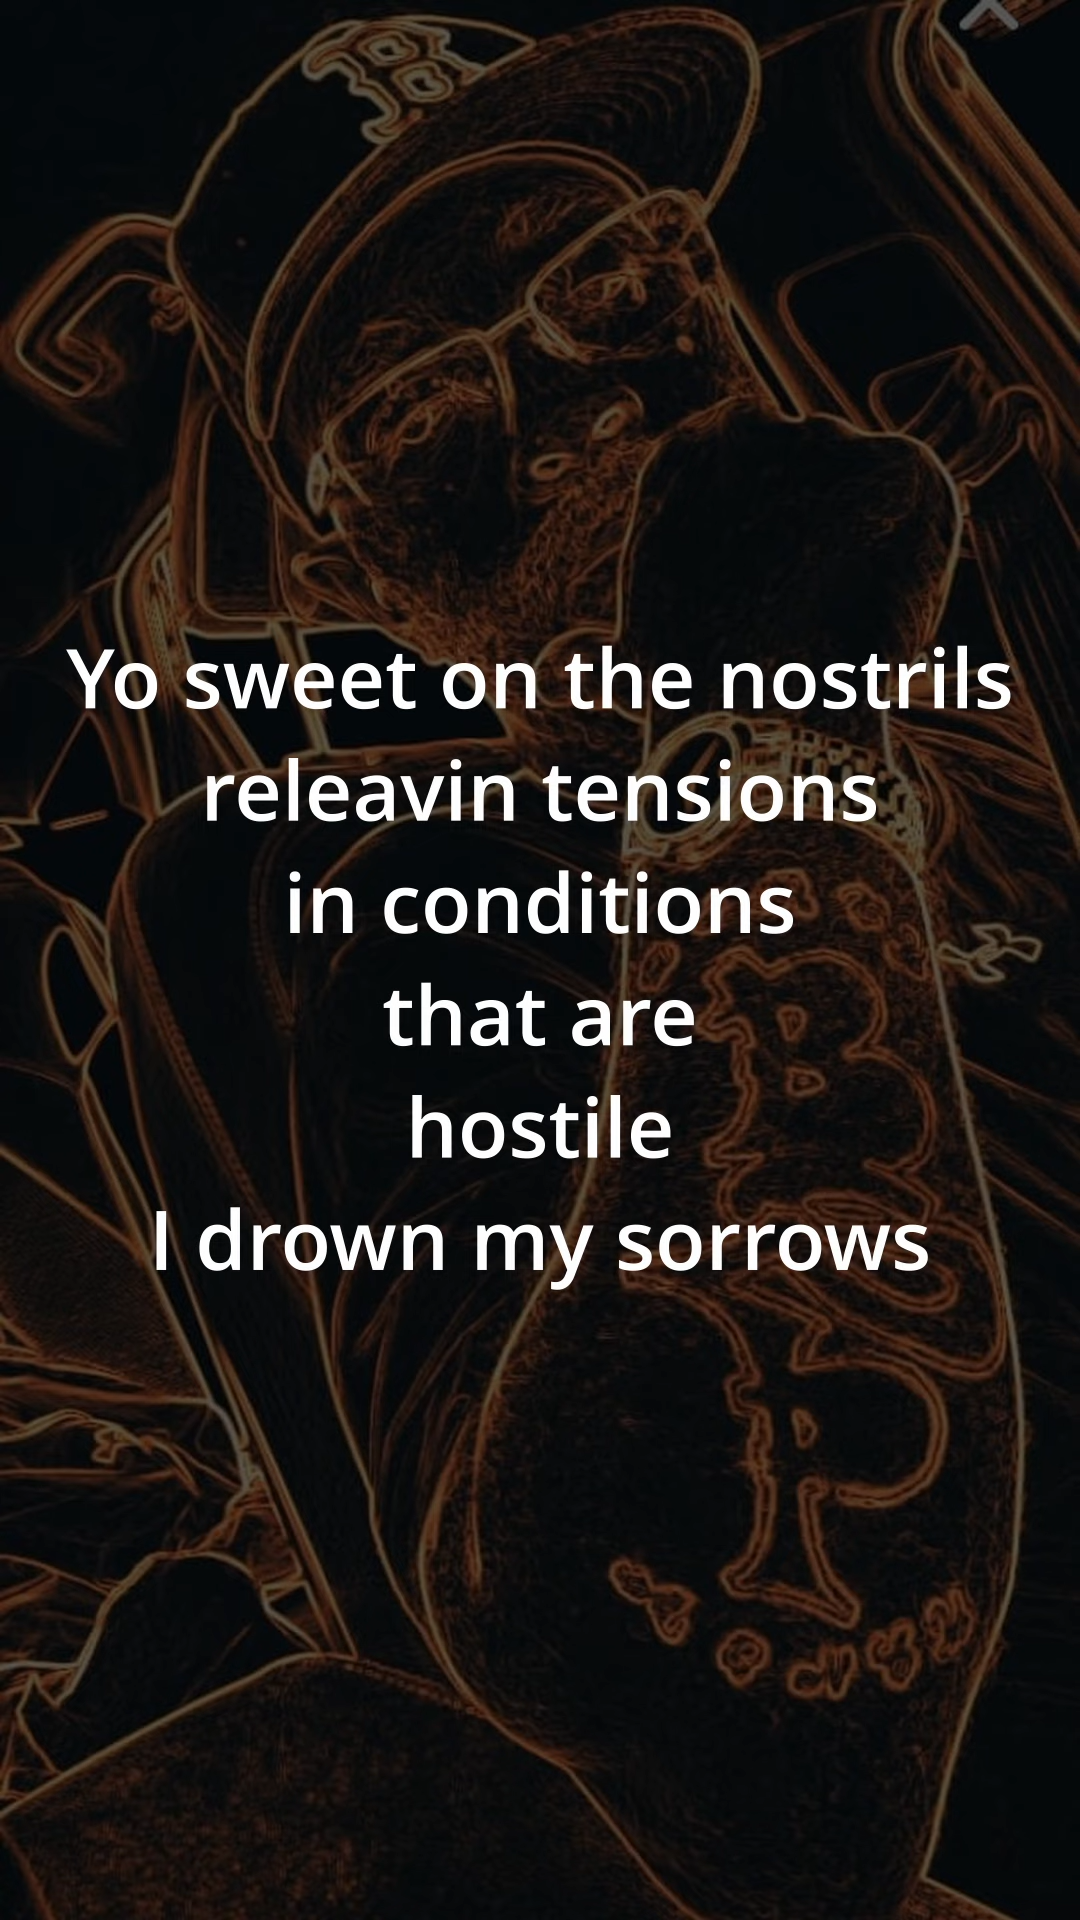 B
Yo sweet on the nostrils
releavin tensions
in conditions
that are
hostile
I drown my sorrows
B
P